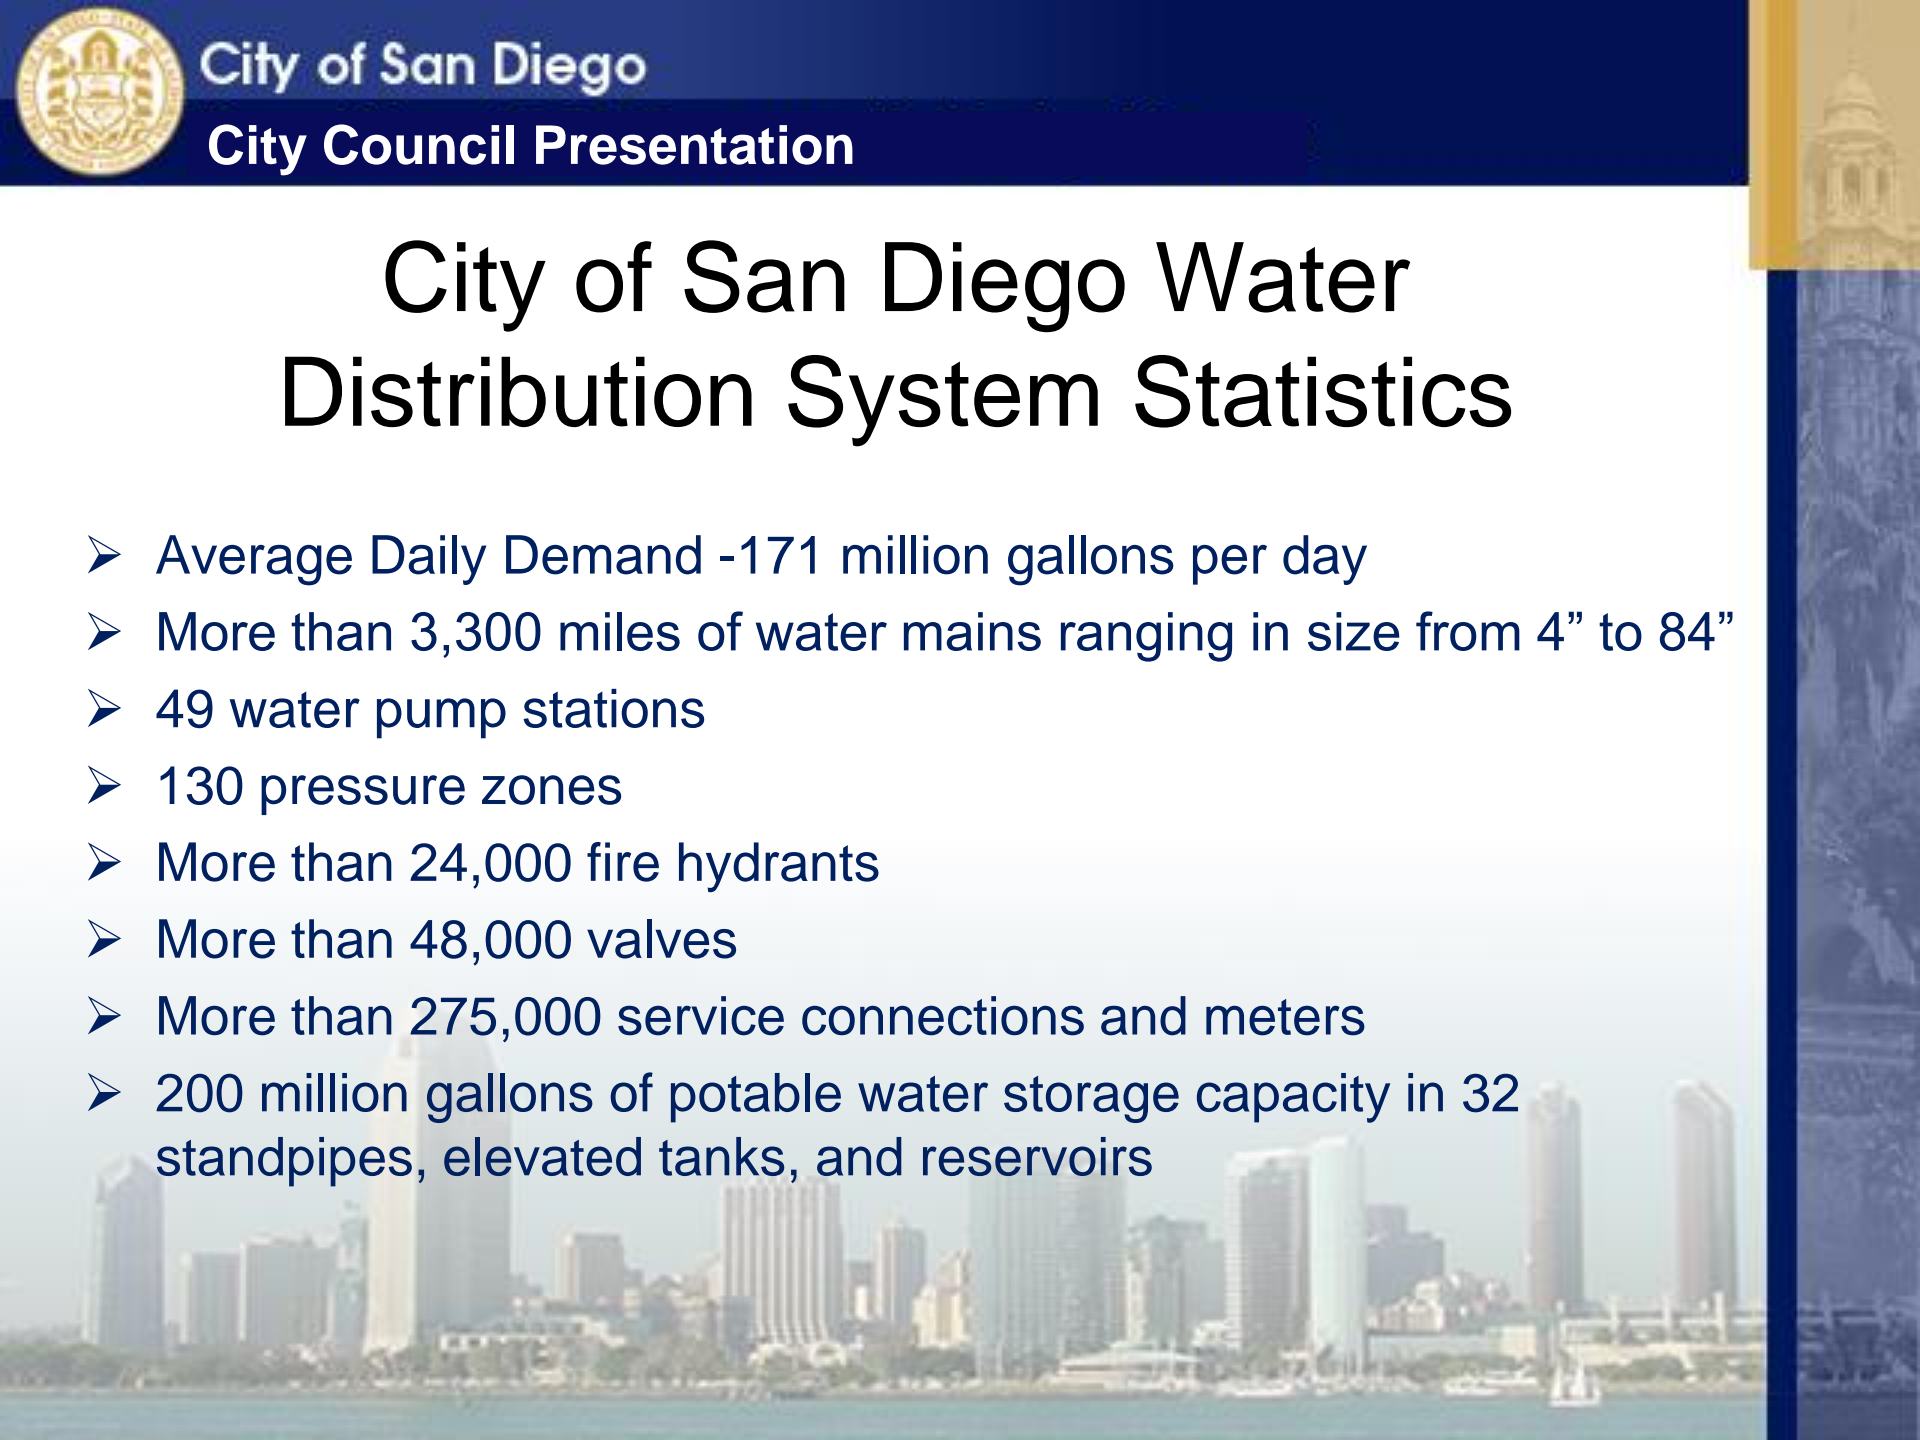 City of San Diego
City Council Presentation
City of San Diego Water
Distribution System Statistics
➢ Average Daily Demand -171 million gallons per day
➢ More than 3,300 miles of water mains ranging in size from 4” to 84”
➢ 49 water pump stations
➢ 130 pressure zones
➢ More than 24,000 fire hydrants
➢ More than 48,000 valves
➢ More than 275,000 service connections and meters
➢ 200 million gallons of potable water storage capacity in 32
standpipes, elevated tanks, and reservoirs